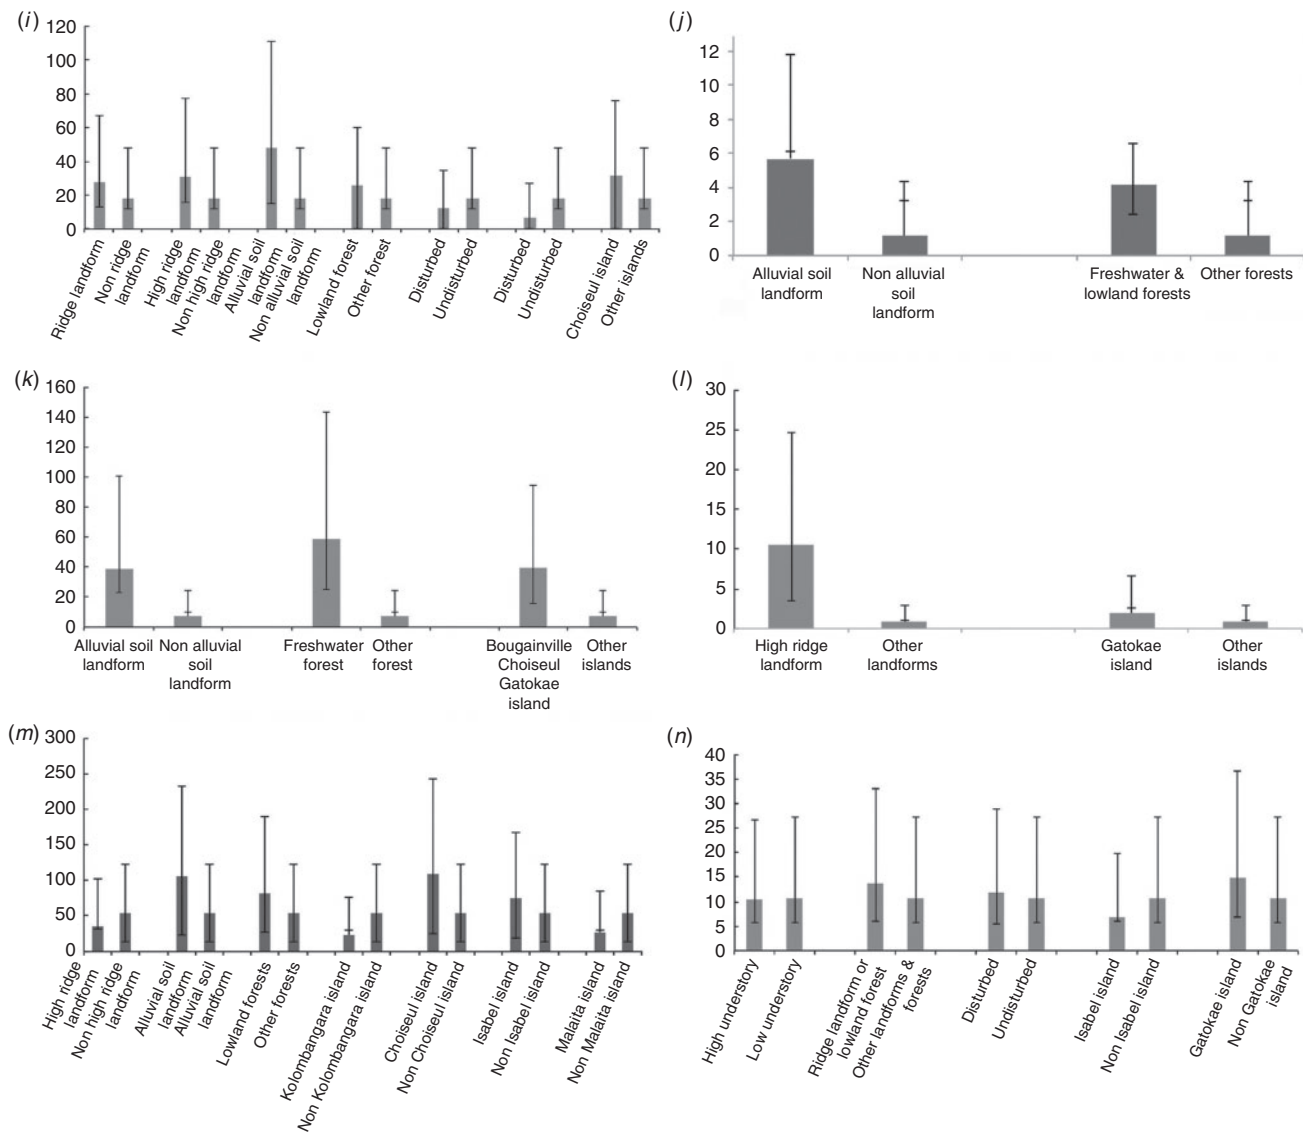 (i)
120
100
80
60
40
20
0
Ridge landform
Non ridge
landform
High ridge
landform
Non high ridge
landform
Alluvial soil
landform
Non alluvial soil
landform
Lowland forest
Other forest
Disturbed
Undisturbed
Disturbed
Undisturbed
Choiseul island
Other islands
(j)
12
10
8
6
4
2
0
Alluvial soil
landform
Non alluvial
soil
landform
Freshwater &
lowland forests
Other forests
(k)
160
140
120
100
80
60
40
20
0
Alluvial soil
landform
Non alluvial
soil
landform
Freshwater
forest
Other
forest
Bougainville
Choiseul
Gatokae
island
Other
islands
(l)
30
25
20
15
10
5
0
High ridge
landform
Other
landforms
Gatokae
island
Other
islands
(m)
300
250
200
150
100
50
0
High ridge
landform
Non high ridge
landform
Alluvial soil
landform
Alluvial soil
landform
Lowland forests
Other forests
Kolombangara island
Non Kolombangara island
Choiseul island
Non Choiseul island
Isabel island
Non Isabel island
Malaita island
Non Malaita island
(n)
40
35
30
25
20
15
10
5
0
High understory
Low understory
Ridge landform or
lowland forest
Other landforms &
forests
Disturbed
Undisturbed
Isabel island
Non Isabel island
Gatokae island
Non Gatokae
island